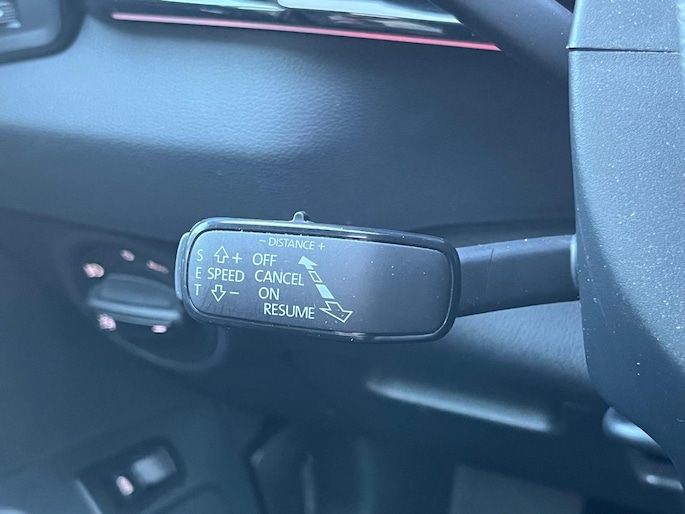 − DISTANCE +
S + OFF
E SPEED CANCEL
T − ON
RESUME